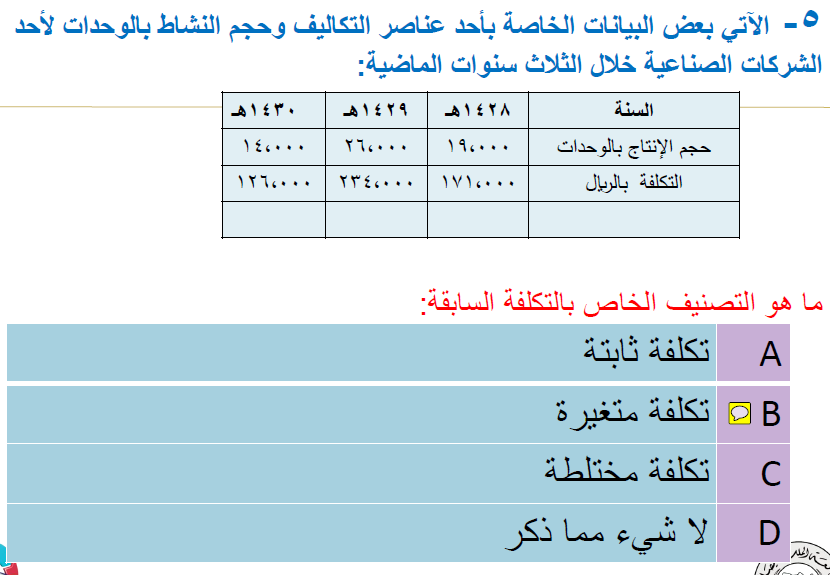 ٥- الآتي بعض البيانات الخاصة بأحد عناصر التكاليف وحجم النشاط بالوحدات لأحد
الشركات الصناعية خلال الثلاث سنوات الماضية:
السنة ١٤٢٨هـ ١٤٢٩هـ ١٤٣٠هـ
حجم الإنتاج بالوحدات ١٩،٠٠٠ ٢٦،٠٠٠ ١٤،٠٠٠
التكلفة بالريال ١٧١،٠٠٠ ٢٣٤،٠٠٠ ١٢٦،٠٠٠
ما هو التصنيف الخاص بالتكلفة السابقة:
A تكلفة ثابتة
B تكلفة متغيرة
C تكلفة مختلطة
D لا شيء مما ذكر